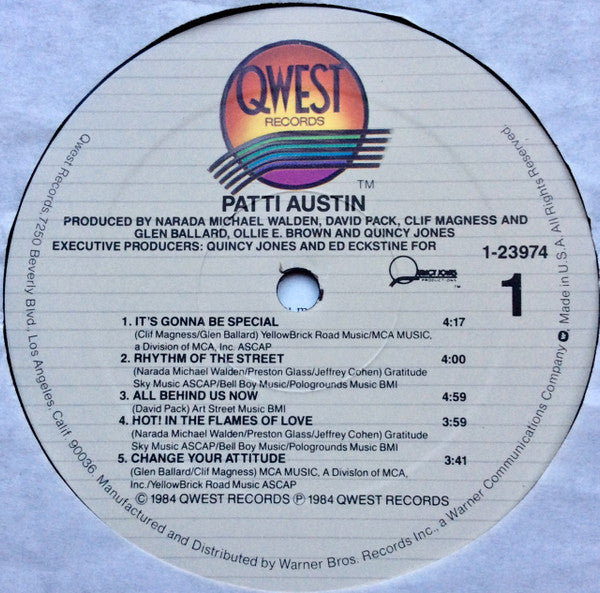 QWEST
RECORDS
TM
PATTI AUSTIN
PRODUCED BY NARADA MICHAEL WALDEN, DAVID PACK, CLIF MAGNESS AND
GLEN BALLARD, OLLIE E. BROWN AND QUINCY JONES
EXECUTIVE PRODUCERS: QUINCY JONES AND ED ECKSTINE FOR
1-23974
QUINCY JONES
PRODUCTIONS
TM
1
1. IT'S GONNA BE SPECIAL 4:17
(Clif Magness/Glen Ballard) YellowBrick Road Music/MCA MUSIC,
a Division of MCA, Inc. ASCAP
2. RHYTHM OF THE STREET 4:00
(Narada Michael Walden/Preston Glass/Jeffrey Cohen) Gratitude
Sky Music ASCAP/Bell Boy Music/Pologrounds Music BMI
3. ALL BEHIND US NOW 4:59
(David Pack) Art Street Music BMI
4. HOT! IN THE FLAMES OF LOVE 3:59
(Narada Michael Walden/Preston Glass/Jeffrey Cohen) Gratitude
Sky Music ASCAP/Bell Boy Music/Pologrounds Music BMI
5. CHANGE YOUR ATTITUDE 3:41
(Glen Ballard/Clif Magness) MCA MUSIC, A Division of MCA,
Inc./YellowBrick Road Music ASCAP
© 1984 QWEST RECORDS ℗ 1984 QWEST RECORDS
Qwest Records 7250 Beverly Blvd., Los Angeles, Calif. 90036, Manufactured and Distributed by Warner Bros. Records Inc., a Warner Communications Company Made in U.S.A. All Rights Reserved.